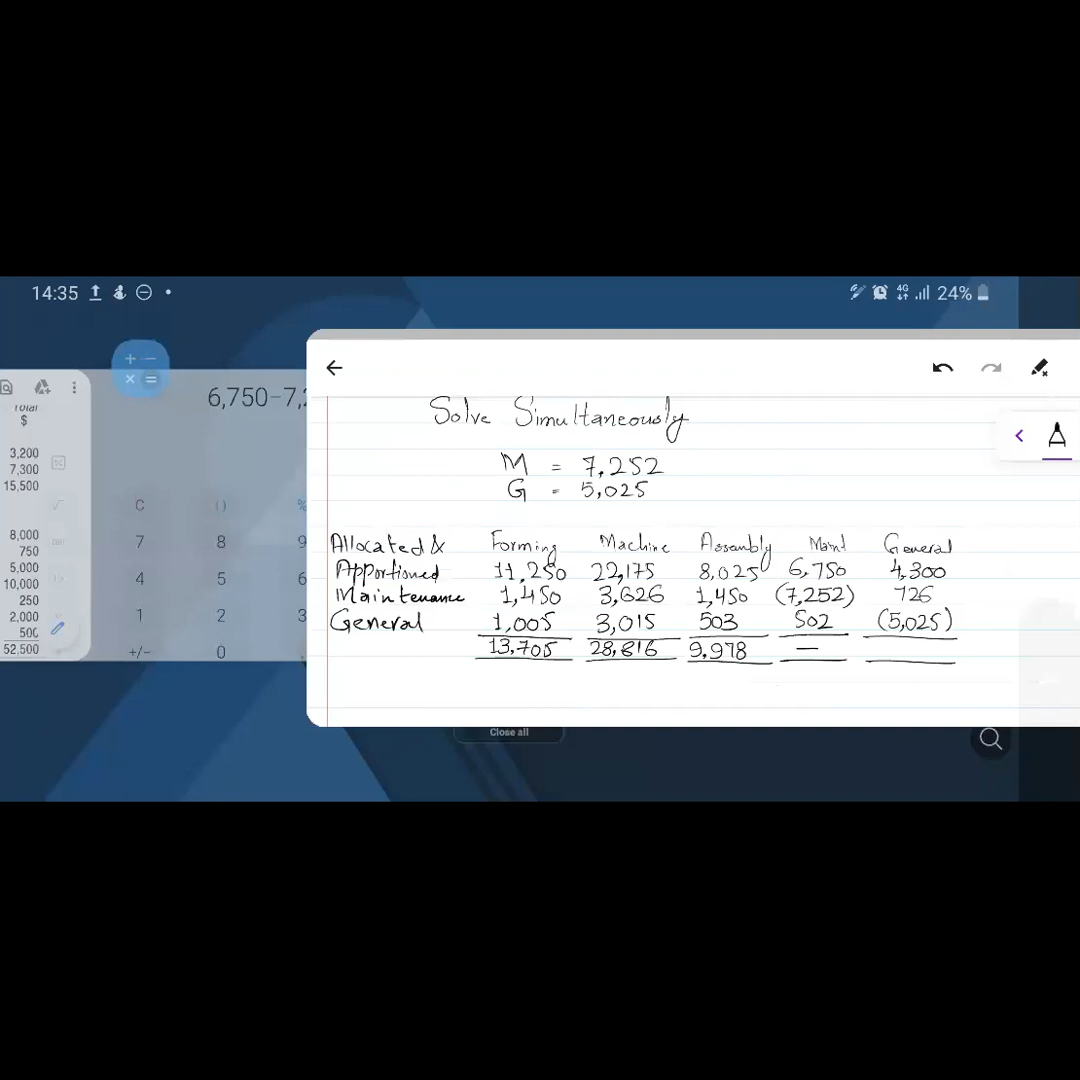 14:35
4G 24%
6,750-7,
Total
$
3,200
7,300
15,500
8,000
750
5,000
10,000
250
2,000
500
52,500
C ( ) %
7 8 9
4 5 6
1 2 3
+/- 0
Solve Simultaneously
M = 7,252
G = 5,025
Allocated & Forming Machine Assembly Maint General
Apportioned 11,250 22,175 8,025 6,750 4,300
Maintenance 1,450 3,626 1,450 (7,252) 726
General 1,005 3,015 503 502 (5,025)
13,705 28,816 9,978 —
Close all